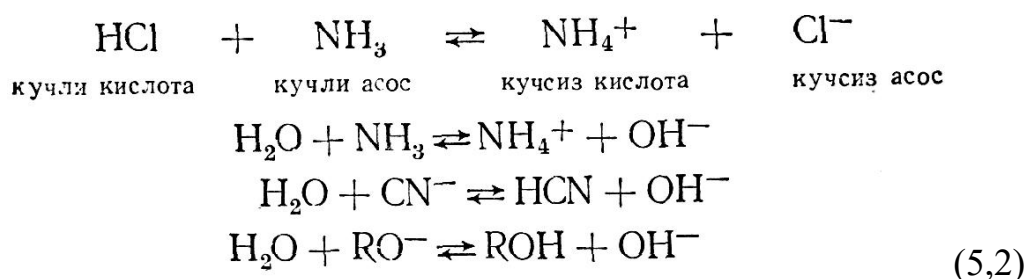 HCl + NH₃ ⇄ NH₄⁺ + Cl⁻
кучли кислота кучли асос кучсиз кислота кучсиз асос
H₂O + NH₃ ⇄ NH₄⁺ + OH⁻
H₂O + CN⁻ ⇄ HCN + OH⁻
H₂O + RO⁻ ⇄ ROH + OH⁻
(5,2)